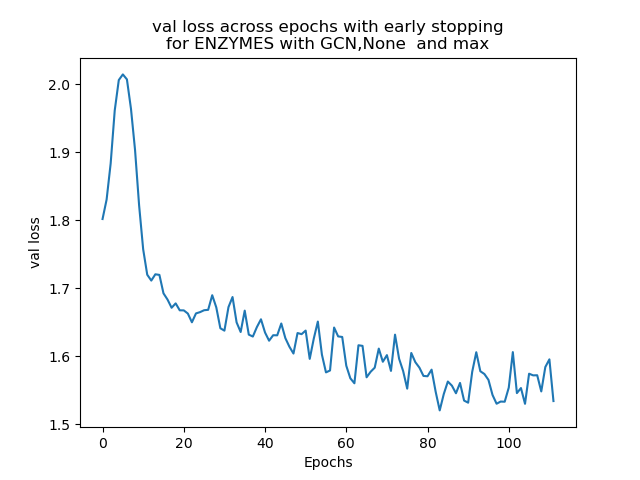 val loss across epochs with early stopping
for ENZYMES with GCN,None  and max
2.0
1.9
1.8
1.7
1.6
1.5
val loss
0 20 40 60 80 100
Epochs